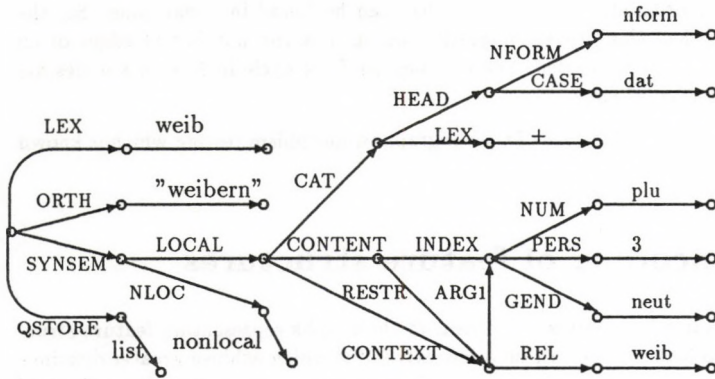 nform
NFORM
CASE dat
HEAD
LEX weib LEX +
CAT
ORTH "weibern" plu
NUM
LOCAL CONTENT INDEX PERS 3
SYNSEM
NLOC RESTR ARG1 GEND neut
QSTORE
list nonlocal CONTEXT REL weib